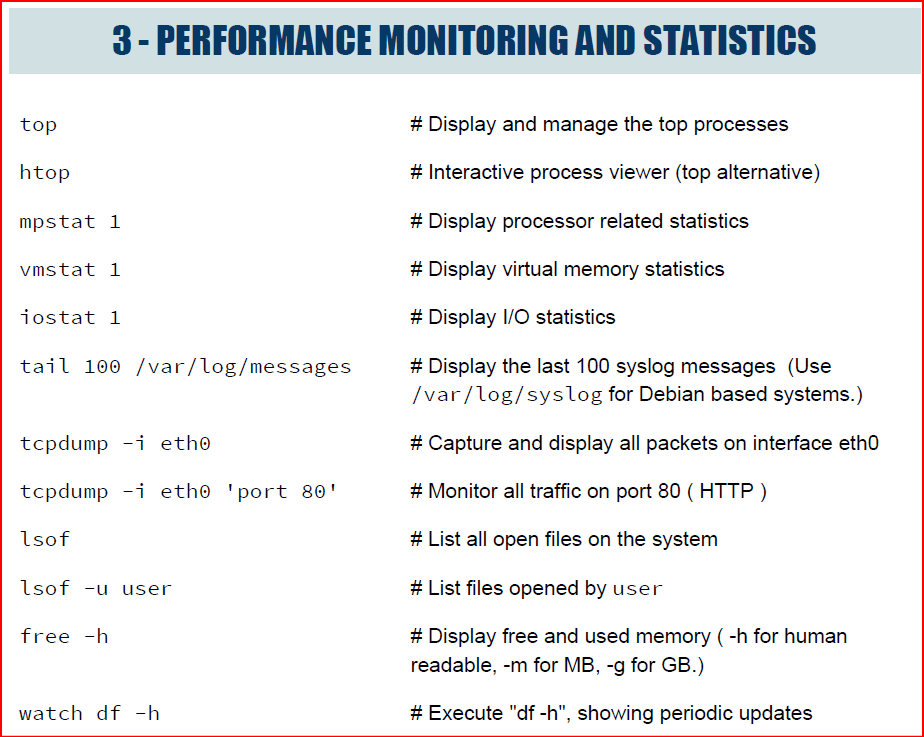 3 - PERFORMANCE MONITORING AND STATISTICS
top # Display and manage the top processes
htop # Interactive process viewer (top alternative)
mpstat 1 # Display processor related statistics
vmstat 1 # Display virtual memory statistics
iostat 1 # Display I/O statistics
tail 100 /var/log/messages # Display the last 100 syslog messages (Use
/var/log/syslog for Debian based systems.)
tcpdump -i eth0 # Capture and display all packets on interface eth0
tcpdump -i eth0 'port 80' # Monitor all traffic on port 80 ( HTTP )
lsof # List all open files on the system
lsof -u user # List files opened by user
free -h # Display free and used memory ( -h for human
readable, -m for MB, -g for GB.)
watch df -h # Execute "df -h", showing periodic updates